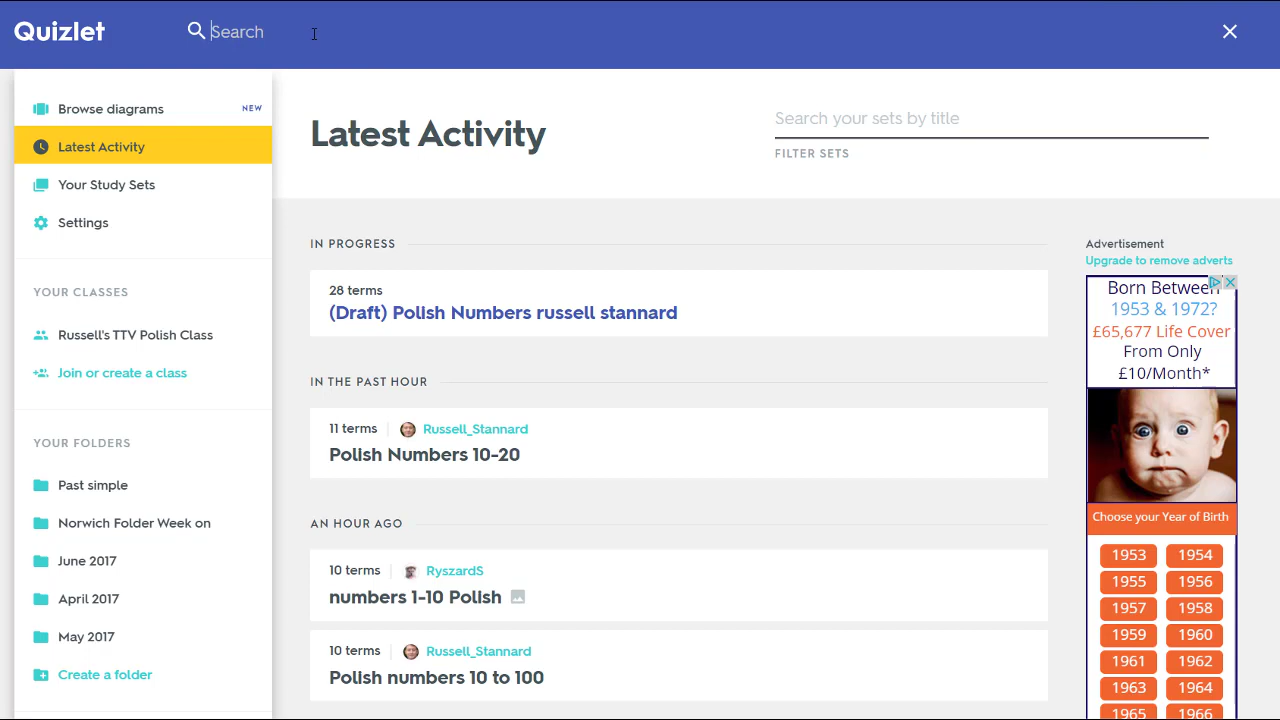 Quizlet
Search
Browse diagrams NEW
Latest Activity
Your Study Sets
Settings
YOUR CLASSES
Russell's TTV Polish Class
Join or create a class
YOUR FOLDERS
Past simple
Norwich Folder Week on
June 2017
April 2017
May 2017
Create a folder
Latest Activity
Search your sets by title
FILTER SETS
IN PROGRESS
28 terms
(Draft) Polish Numbers russell stannard
IN THE PAST HOUR
11 terms Russell_Stannard
Polish Numbers 10-20
AN HOUR AGO
10 terms RyszardS
numbers 1-10 Polish
10 terms Russell_Stannard
Polish numbers 10 to 100
Advertisement
Upgrade to remove adverts
Born Between
1953 & 1972?
£65,677 Life Cover
From Only
£10/Month*
Choose your Year of Birth
1953 1954
1955 1956
1957 1958
1959 1960
1961 1962
1963 1964
1965 1966